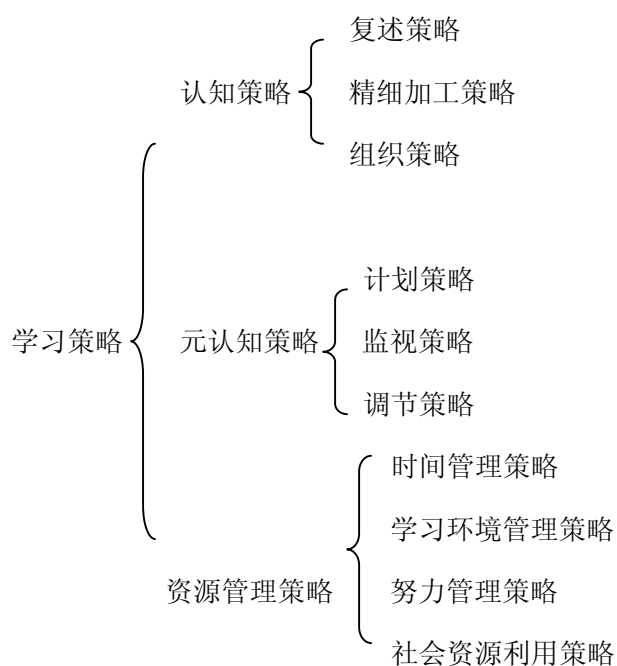 学习策略
认知策略
复述策略
精细加工策略
组织策略
元认知策略
计划策略
监视策略
调节策略
资源管理策略
时间管理策略
学习环境管理策略
努力管理策略
社会资源利用策略